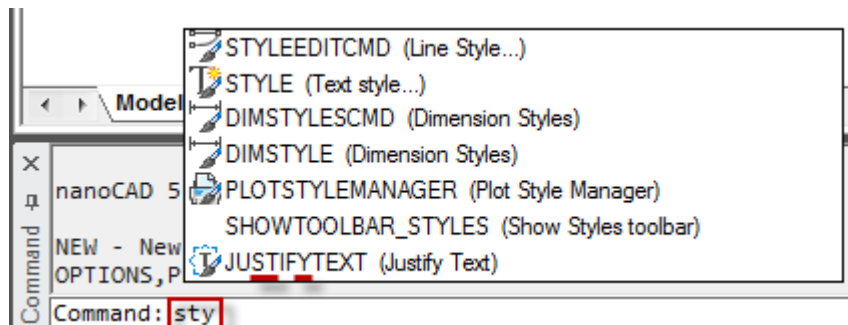 STYLEEDITCMD (Line Style...)
STYLE (Text style...)
DIMSTYLESCMD (Dimension Styles)
DIMSTYLE (Dimension Styles)
PLOTSTYLEMANAGER (Plot Style Manager)
SHOWTOOLBAR_STYLES (Show Styles toolbar)
JUSTIFYTEXT (Justify Text)
Model
nanoCAD 5
NEW - New
OPTIONS,P
Command: sty
Command